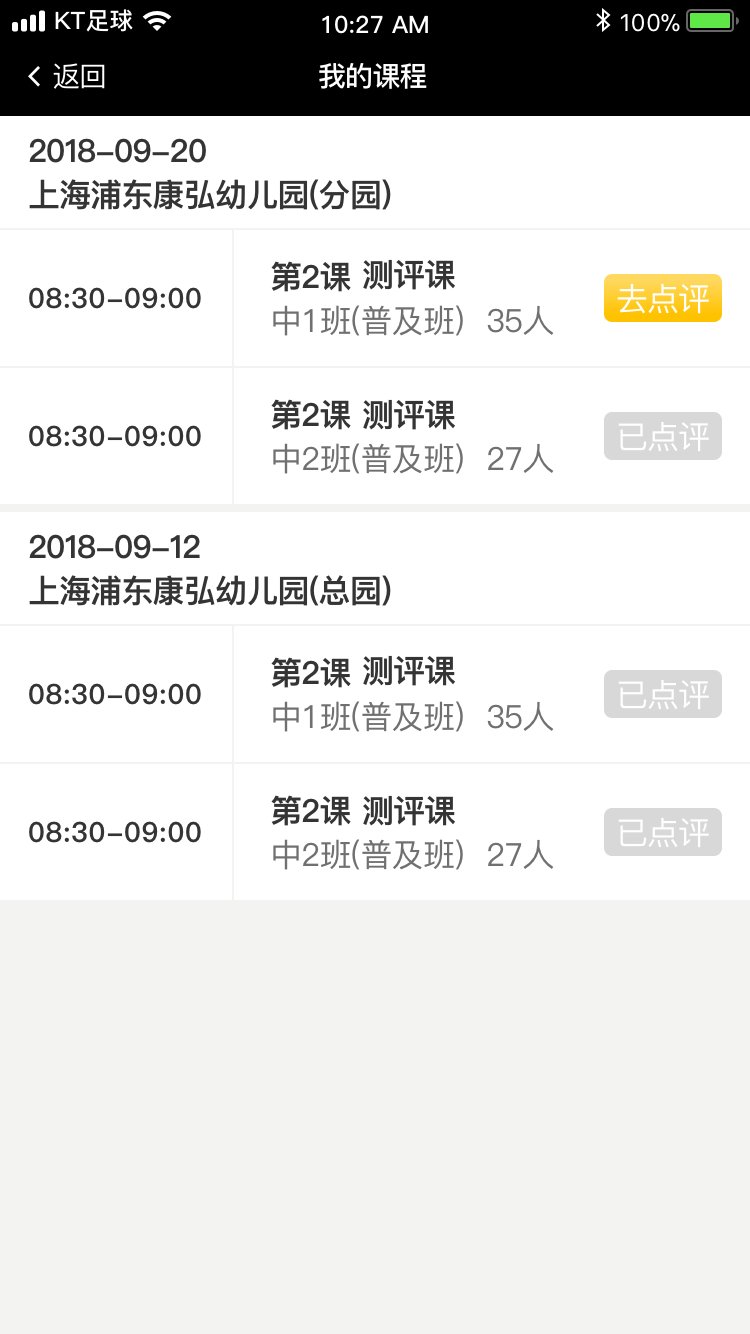 KT足球
10:27 AM
100%
返回
我的课程
2018-09-20
上海浦东康弘幼儿园(分园)
08:30-09:00
第2课 测评课
中1班(普及班) 35人
去点评
08:30-09:00
第2课 测评课
中2班(普及班) 27人
已点评
2018-09-12
上海浦东康弘幼儿园(总园)
08:30-09:00
第2课 测评课
中1班(普及班) 35人
已点评
08:30-09:00
第2课 测评课
中2班(普及班) 27人
已点评